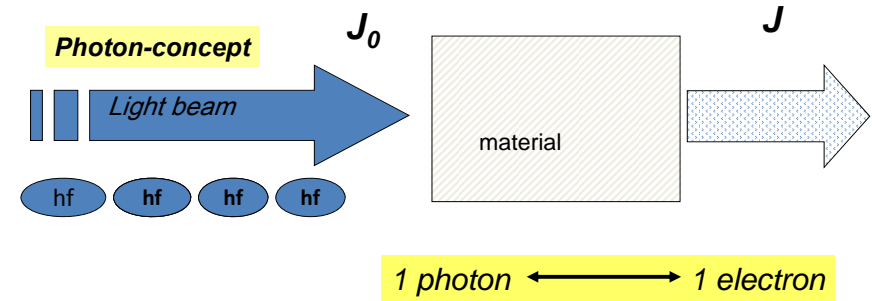 Photon-concept
J₀
J
Light beam
material
hf hf hf hf
1 photon ⟷ 1 electron